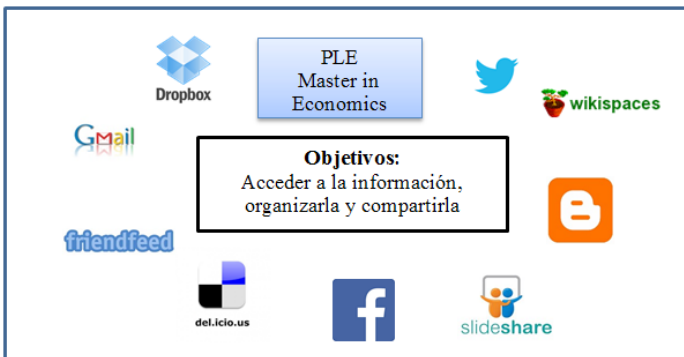 PLE
Master in
Economics
Dropbox
wikispaces
Gmail
Objetivos:
Acceder a la información,
organizarla y compartirla
friendfeed
del.icio.us
slideshare